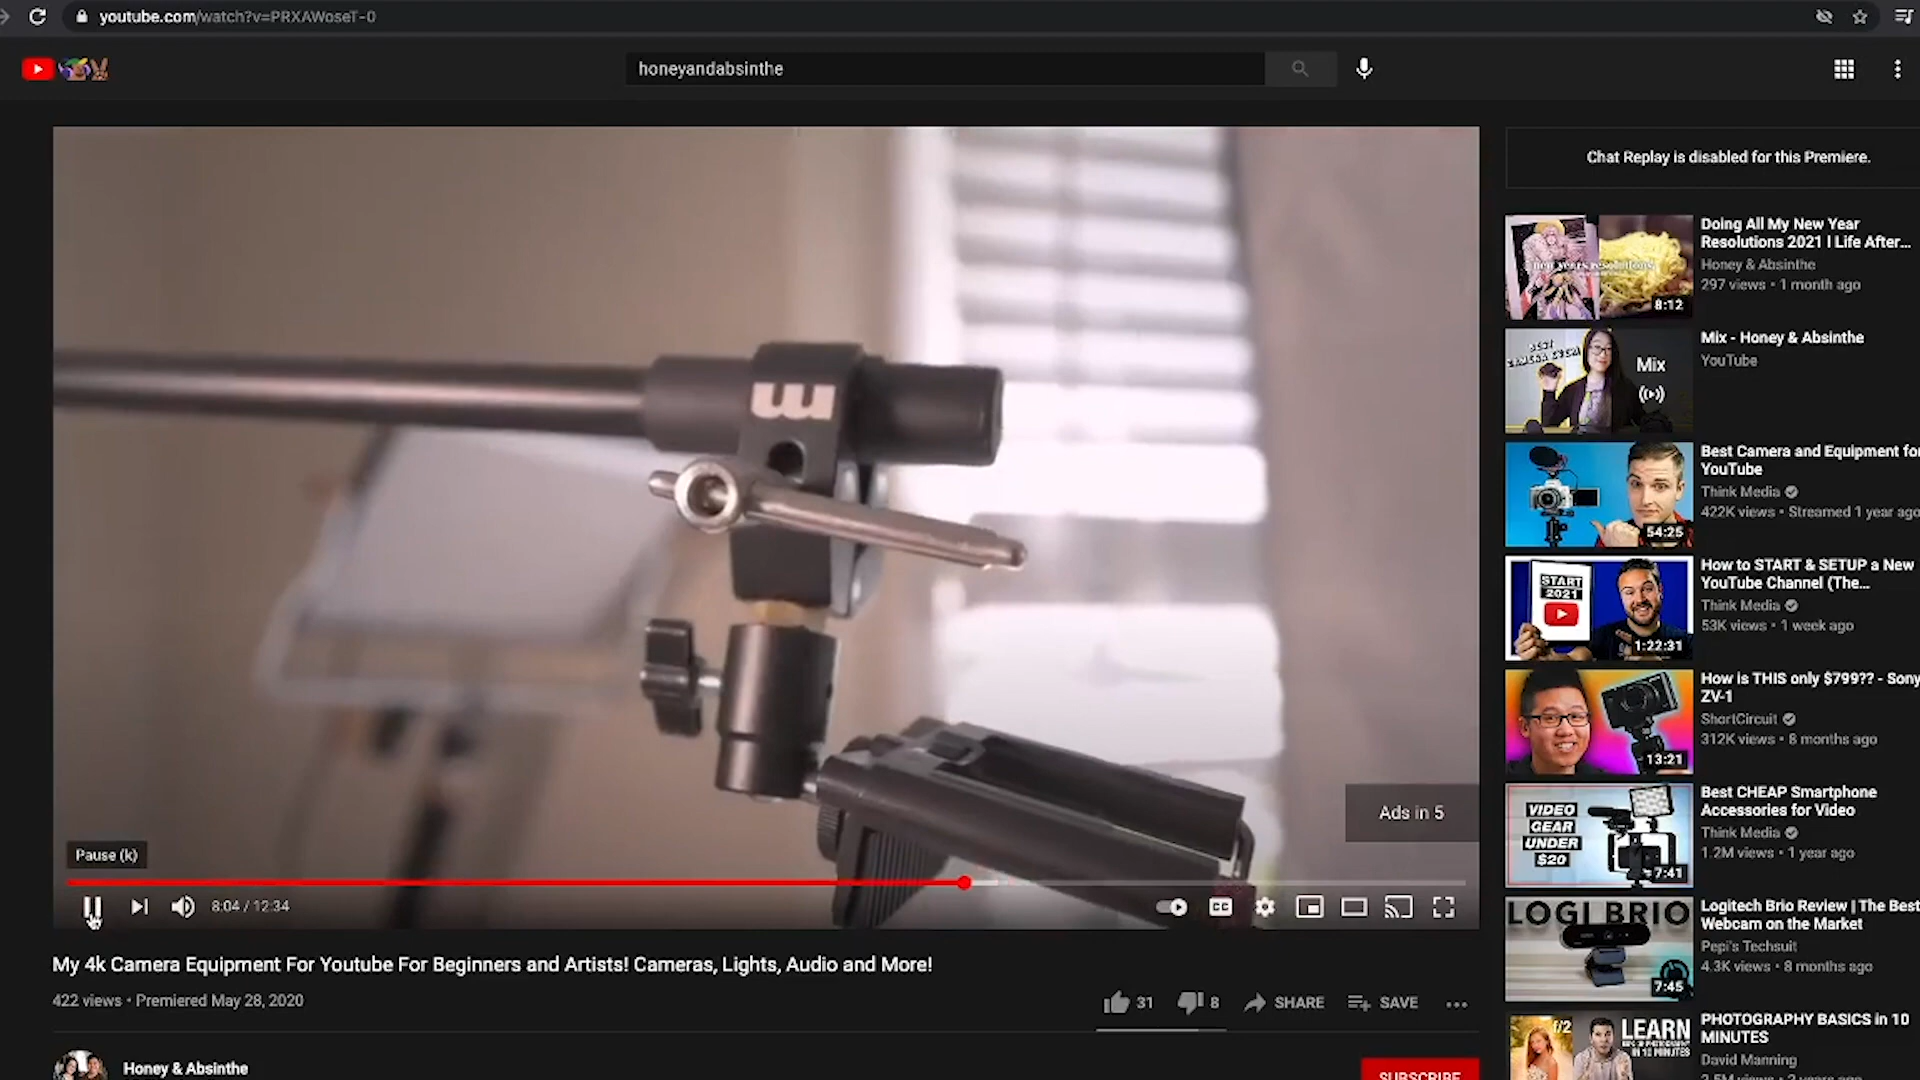 youtube.com/watch?v=PRXAWoseT-0
honeyandabsinthe
Chat Replay is disabled for this Premiere.
Doing All My New Year
Resolutions 2021 I Life After...
Honey & Absinthe
297 views • 1 month ago
8:12
Mix - Honey & Absinthe
YouTube
Mix
Best Camera and Equipment for
YouTube
Think Media
422K views • Streamed 1 year ago
54:25
How to START & SETUP a New
YouTube Channel (The...
Think Media
53K views • 1 week ago
START
2021
1:22:31
How is THIS only $799?? - Sony
ZV-1
ShortCircuit
312K views • 8 months ago
13:21
Best CHEAP Smartphone
Accessories for Video
Think Media
1.2M views • 1 year ago
VIDEO
GEAR
UNDER
$20
7:41
Logitech Brio Review | The Best
Webcam on the Market
Pepi's Techsuit
4.3K views • 8 months ago
LOGI BRIO
7:45
PHOTOGRAPHY BASICS in 10
MINUTES
David Manning
f/2
LEARN
IN 10 MINUTES
Ads in 5
Pause (k)
8:04 / 12:34
CC
My 4k Camera Equipment For Youtube For Beginners and Artists! Cameras, Lights, Audio and More!
422 views • Premiered May 28, 2020
31
8
SHARE
SAVE
Honey & Absinthe
SUBSCRIBE